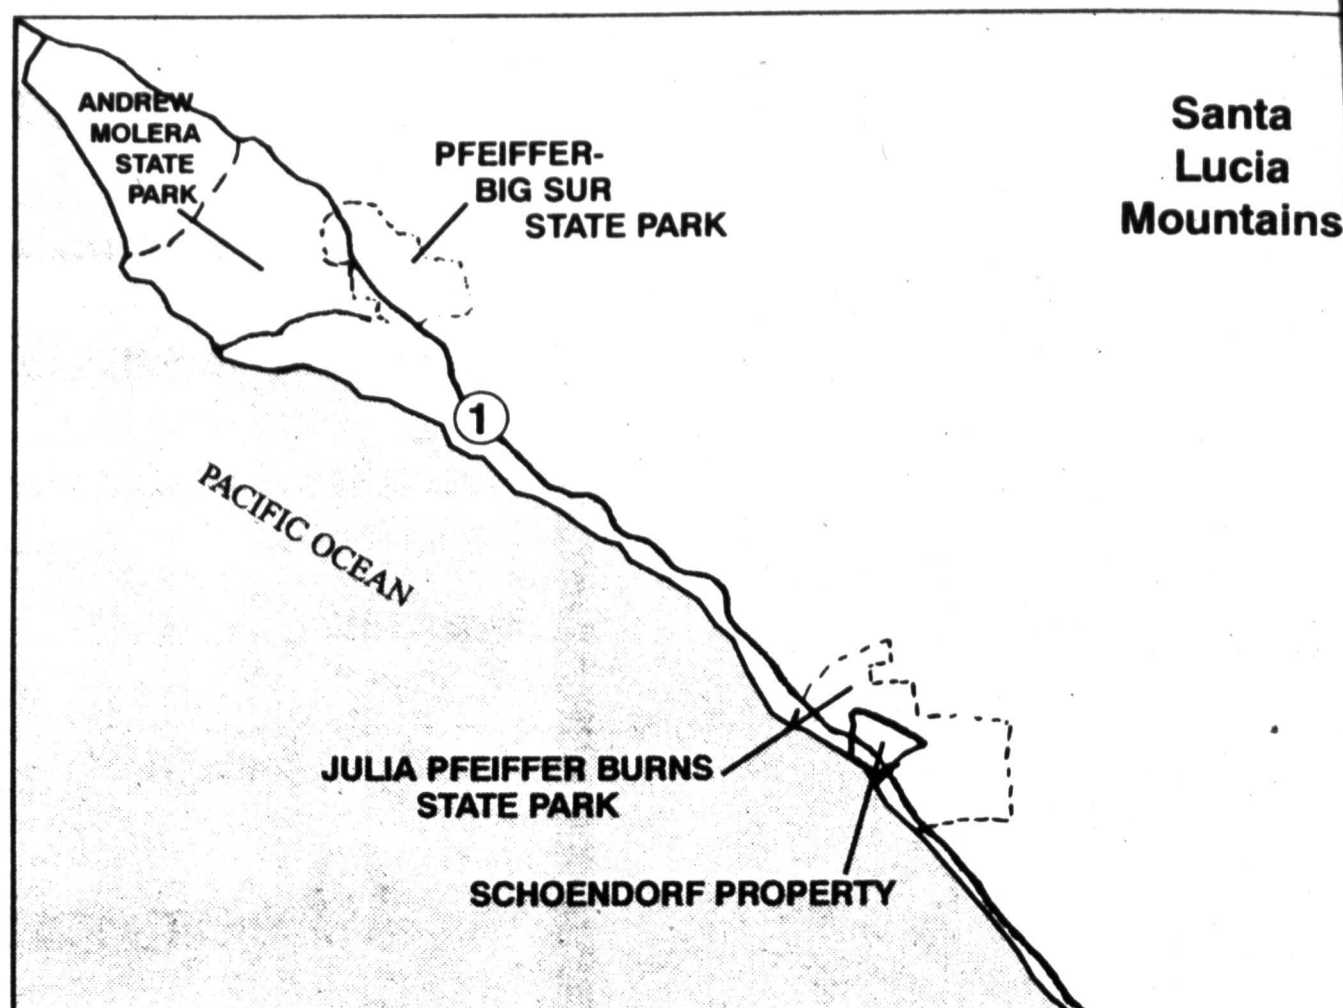 ANDREW
MOLERA
STATE
PARK
PFEIFFER-
BIG SUR
STATE PARK
Santa
Lucia
Mountains
1
PACIFIC OCEAN
JULIA PFEIFFER BURNS
STATE PARK
SCHOENDORF PROPERTY